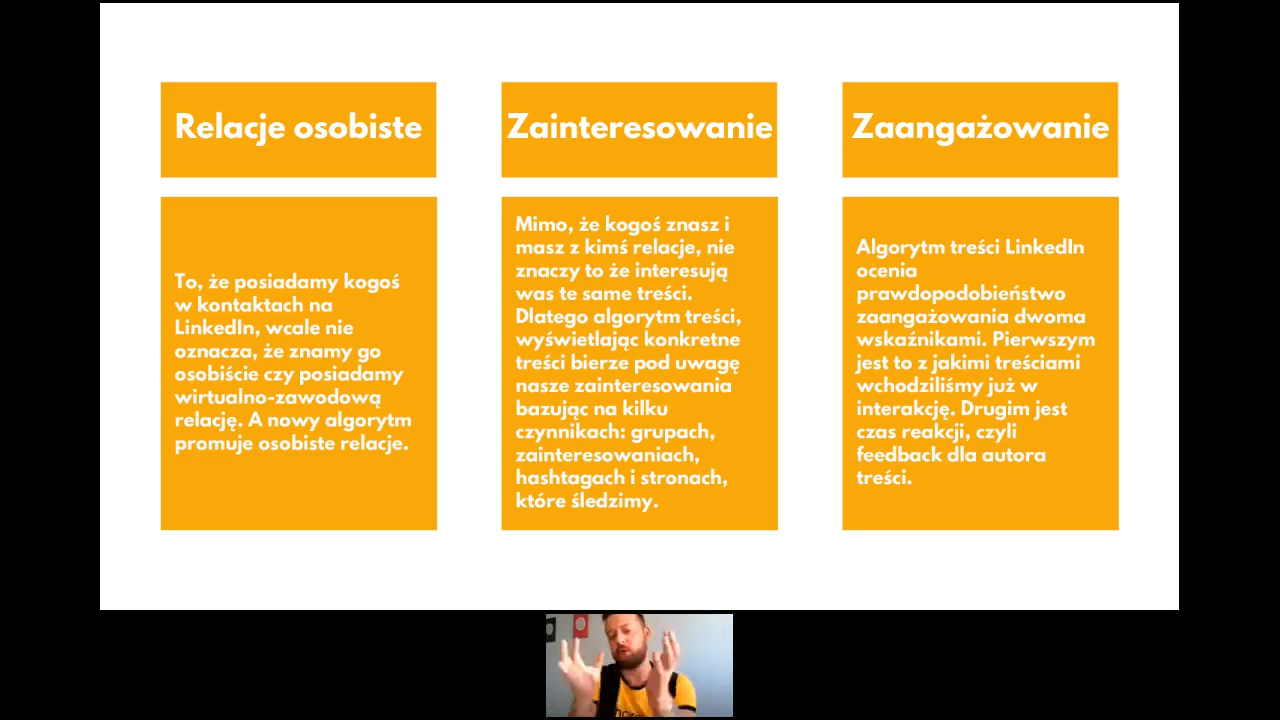 Relacje osobiste
To, że posiadamy kogoś
w kontaktach na
LinkedIn, wcale nie
oznacza, że znamy go
osobiście czy posiadamy
wirtualno-zawodową
relację. A nowy algorytm
promuje osobiste relacje.
Zainteresowanie
Mimo, że kogoś znasz i
masz z kimś relacje, nie
znaczy to że interesują
was te same treści.
Dlatego algorytm treści,
wyświetlając konkretne
treści bierze pod uwagę
nasze zainteresowania
bazując na kilku
czynnikach: grupach,
zainteresowaniach,
hashtagach i stronach,
które śledzimy.
Zaangażowanie
Algorytm treści LinkedIn
ocenia
prawdopodobieństwo
zaangażowania dwoma
wskaźnikami. Pierwszym
jest to z jakimi treściami
wchodziliśmy już w
interakcję. Drugim jest
czas reakcji, czyli
feedback dla autora
treści.